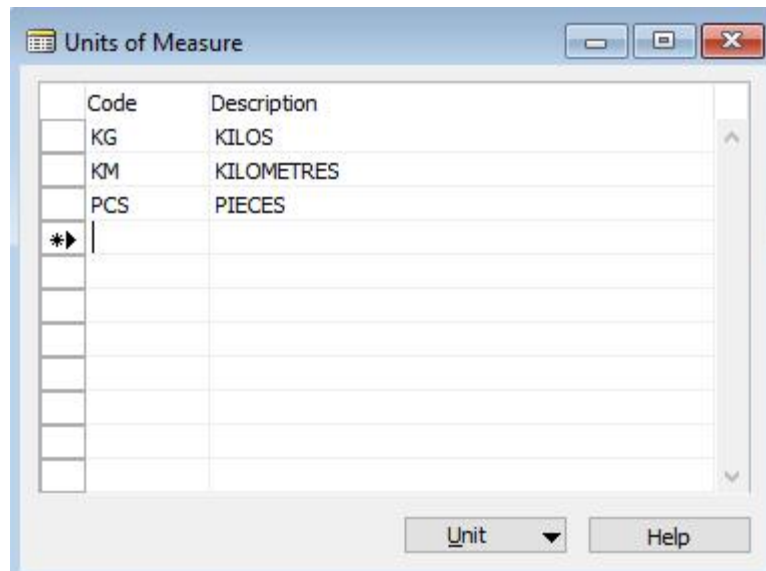 Units of Measure
Code Description
KG KILOS
KM KILOMETRES
PCS PIECES
Unit Help